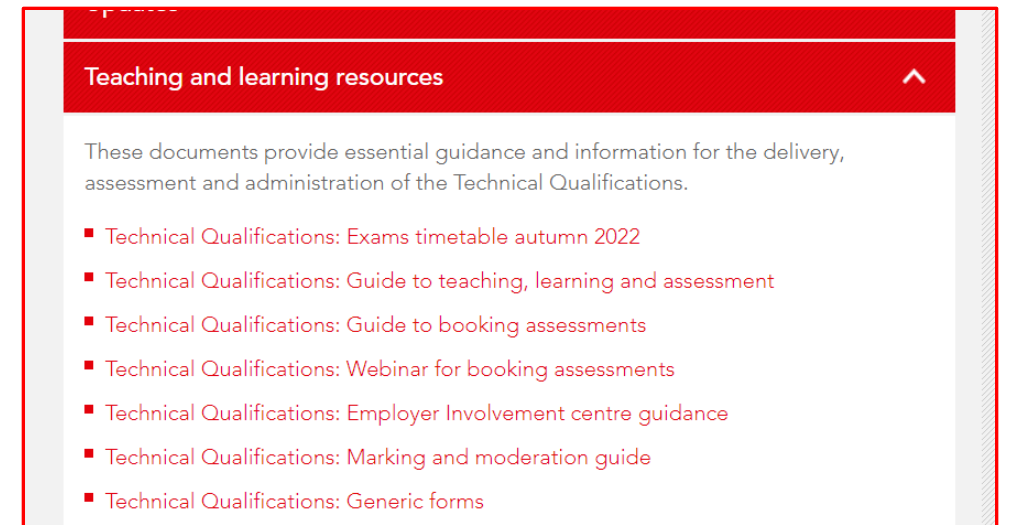 Teaching and learning resources
These documents provide essential guidance and information for the delivery,
assessment and administration of the Technical Qualifications.
Technical Qualifications: Exams timetable autumn 2022
Technical Qualifications: Guide to teaching, learning and assessment
Technical Qualifications: Guide to booking assessments
Technical Qualifications: Webinar for booking assessments
Technical Qualifications: Employer Involvement centre guidance
Technical Qualifications: Marking and moderation guide
Technical Qualifications: Generic forms